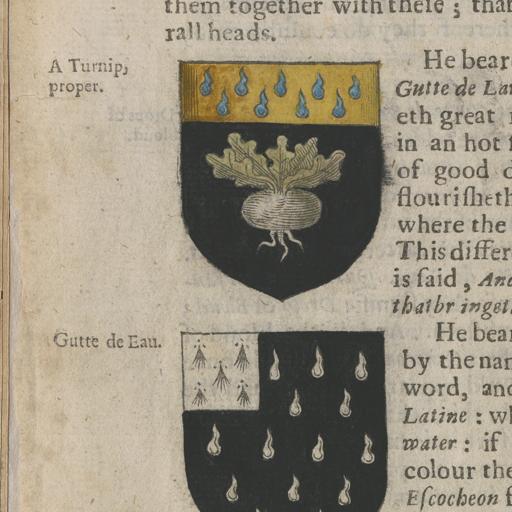 them together with these ; that
rall heads.
A Turnip,
proper.
He bear
Gutte de La
eth great
in an hot
of good
flouriſheth
where the
This differ
is ſaid , And
thatbr inget
Gutte de Eau.
He bear
by the nam
word, and
Latine : wh
water : if
colour the
Eſcocheon